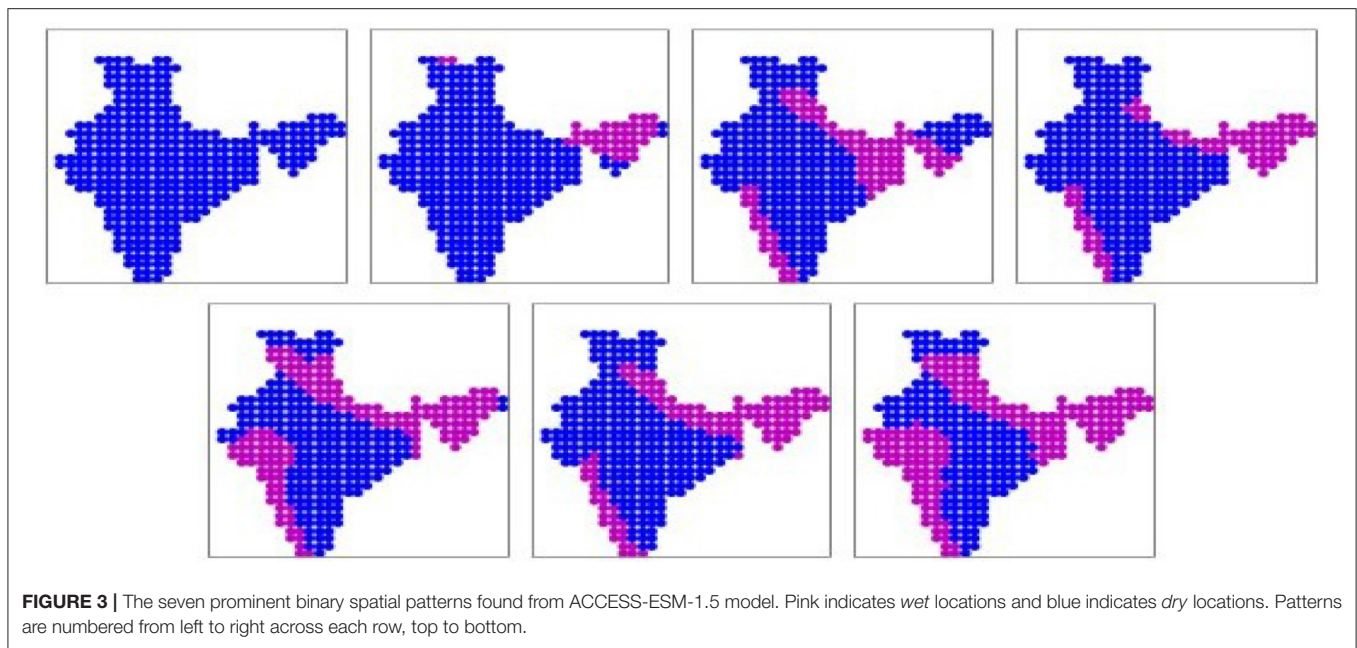 FIGURE 3 | The seven prominent binary spatial patterns found from ACCESS-ESM-1.5 model. Pink indicates wet locations and blue indicates dry locations. Patterns
are numbered from left to right across each row, top to bottom.